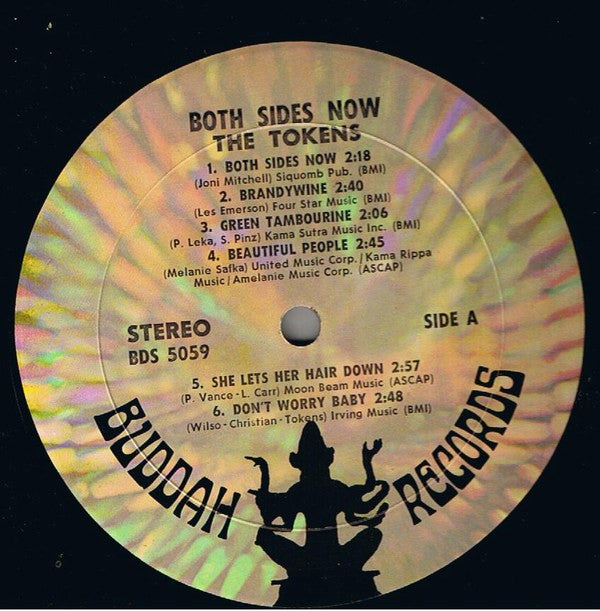 BOTH SIDES NOW
THE TOKENS
1. BOTH SIDES NOW 2:18
(Joni Mitchell) Siquomb Pub. (BMI)
2. BRANDYWINE 2:40
(Les Emerson) Four Star Music (BMI)
3. GREEN TAMBOURINE 2:06
(P. Leka, S. Pinz) Kama Sutra Music Inc. (BMI)
4. BEAUTIFUL PEOPLE 2:45
(Melanie Safka) United Music Corp. / Kama Rippa
Music / Amelanie Music Corp. (ASCAP)
STEREO
BDS 5059
SIDE A
5. SHE LETS HER HAIR DOWN 2:57
(P. Vance - L. Carr) Moon Beam Music (ASCAP)
6. DON'T WORRY BABY 2:48
(Wilso - Christian - Tokens) Irving Music (BMI)
BUDDAH RECORDS